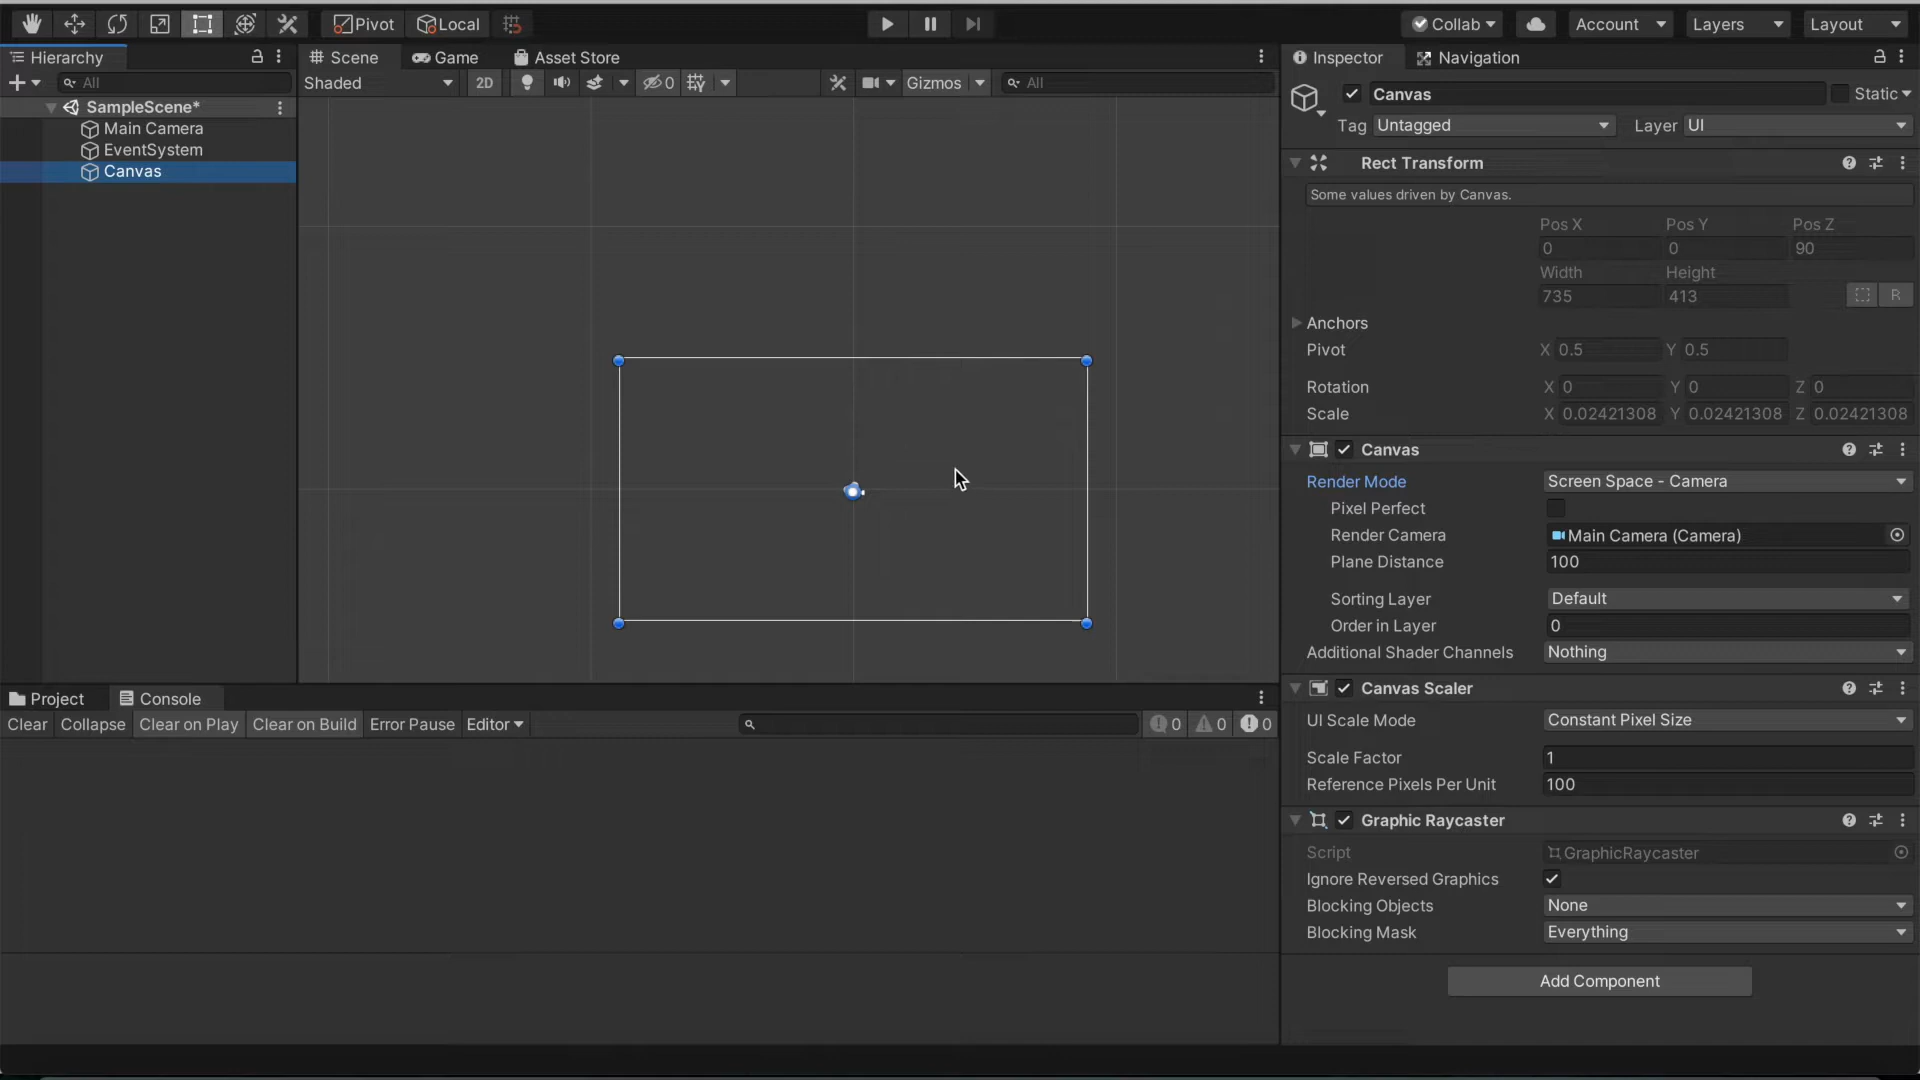 Pivot
Local
Collab
Account
Layers
Layout
Hierarchy
All
SampleScene*
Main Camera
EventSystem
Canvas
Scene
Game
Asset Store
Shaded
2D
0
Gizmos
All
Project
Console
Clear
Collapse
Clear on Play
Clear on Build
Error Pause
Editor
0
0
0
Inspector
Navigation
Canvas
Static
Tag Untagged
Layer UI
Rect Transform
Some values driven by Canvas.
Pos X Pos Y Pos Z
0 0 90
Width Height
735 413
R
Anchors
Pivot X 0.5 Y 0.5
Rotation X 0 Y 0 Z 0
Scale X 0.02421308 Y 0.02421308 Z 0.02421308
Canvas
Render Mode Screen Space - Camera
Pixel Perfect
Render Camera Main Camera (Camera)
Plane Distance 100
Sorting Layer Default
Order in Layer 0
Additional Shader Channels Nothing
Canvas Scaler
UI Scale Mode Constant Pixel Size
Scale Factor 1
Reference Pixels Per Unit 100
Graphic Raycaster
Script GraphicRaycaster
Ignore Reversed Graphics
Blocking Objects None
Blocking Mask Everything
Add Component